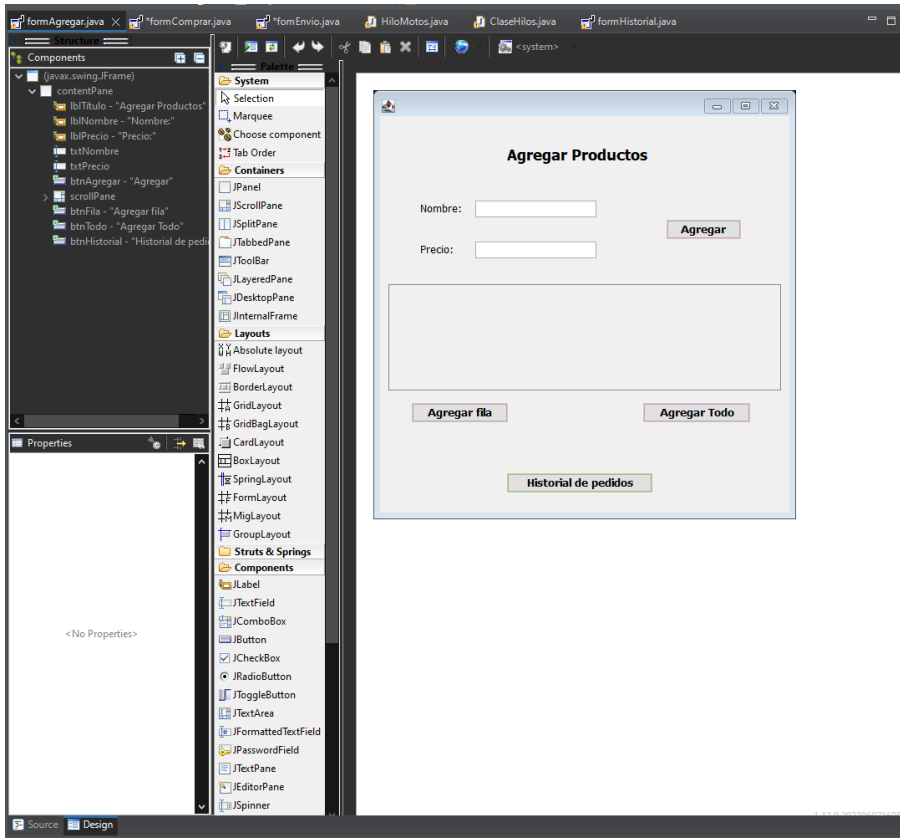 formAgregar.java
*formComprar.java
*fomEnvio.java
HiloMotos.java
ClaseHilos.java
formHistorial.java
Structure
Components
(javax.swing.JFrame)
contentPane
lblTitulo - "Agregar Productos"
lblNombre - "Nombre:"
lblPrecio - "Precio:"
txtNombre
txtPrecio
btnAgregar - "Agregar"
scrollPane
btnFila - "Agregar fila"
btnTodo - "Agregar Todo"
btnHistorial - "Historial de pedi
Properties
<No Properties>
<system>
Palette
System
Selection
Marquee
Choose component
Tab Order
Containers
JPanel
JScrollPane
JSplitPane
JTabbedPane
JToolBar
JLayeredPane
JDesktopPane
JInternalFrame
Layouts
Absolute layout
FlowLayout
BorderLayout
GridLayout
GridBagLayout
CardLayout
BoxLayout
SpringLayout
FormLayout
MigLayout
GroupLayout
Struts & Springs
Components
JLabel
JTextField
JComboBox
JButton
JCheckBox
JRadioButton
JToggleButton
JTextArea
JFormattedTextField
JPasswordField
JTextPane
JEditorPane
JSpinner
Agregar Productos
Nombre:
Agregar
Precio:
Agregar fila
Agregar Todo
Historial de pedidos
Source
Design